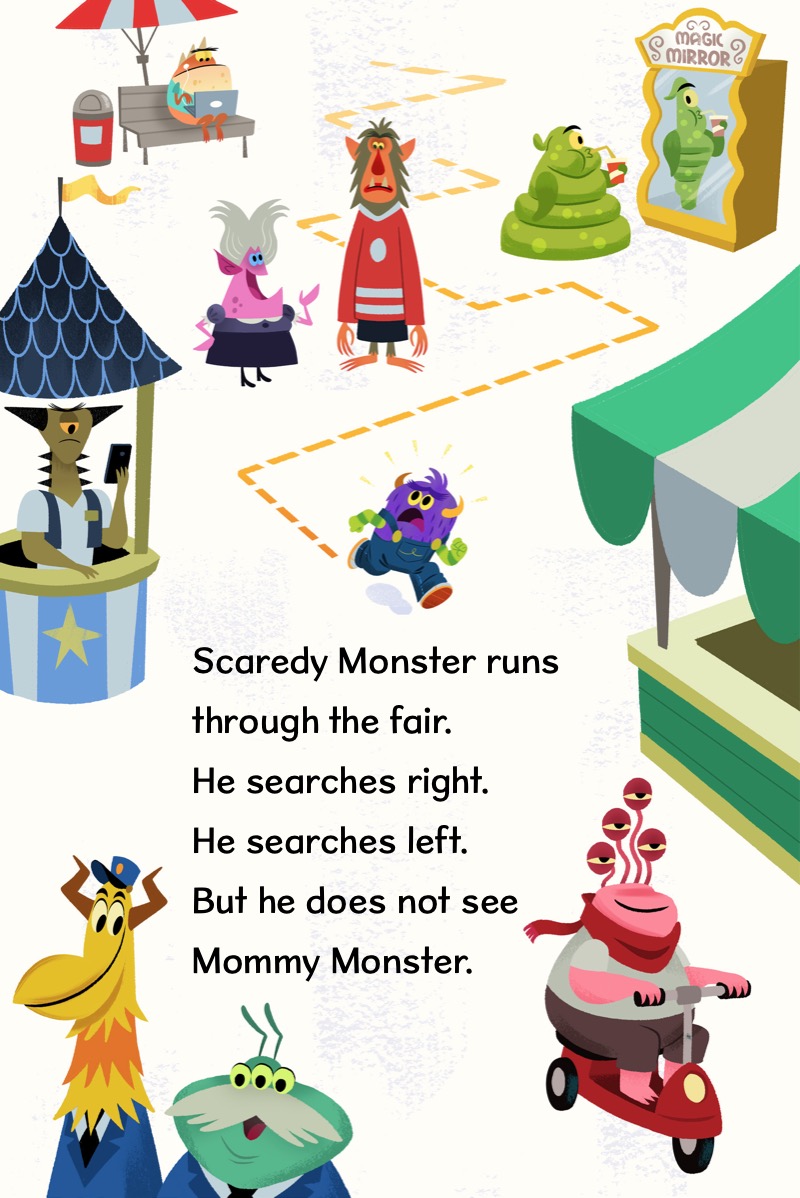 MAGIC
MIRROR
Scaredy Monster runs
through the fair.
He searches right.
He searches left.
But he does not see
Mommy Monster.